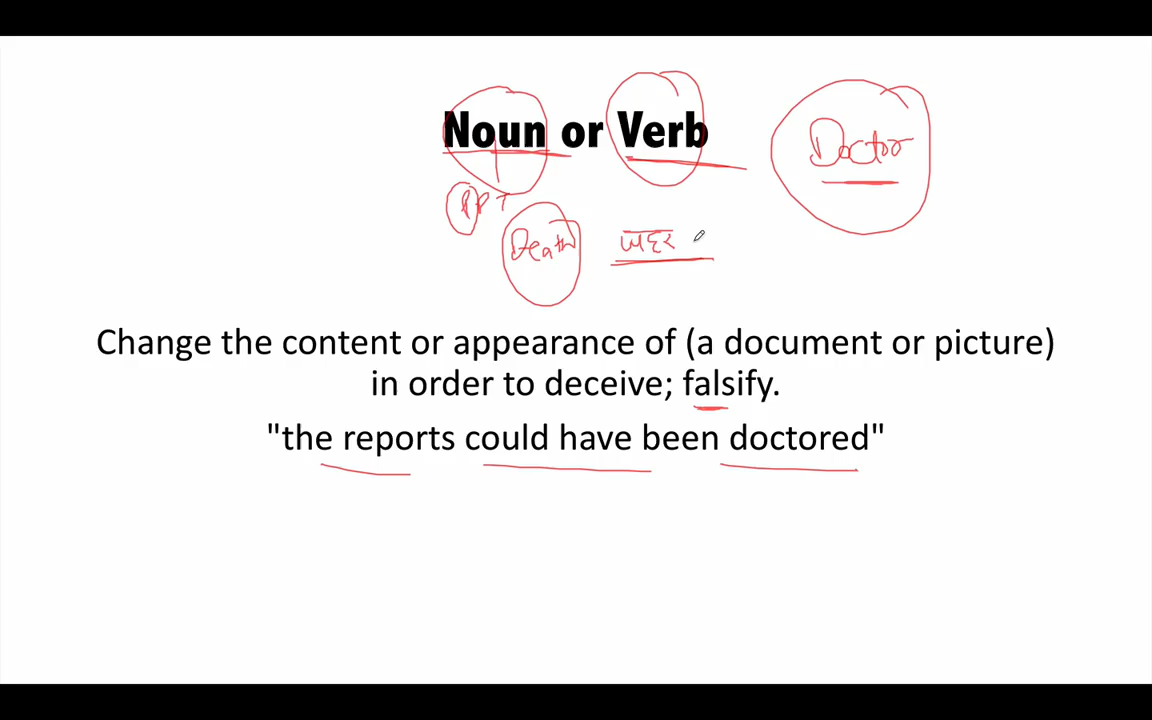 Noun or Verb
Doctor
PPT
Death
जहर
Change the content or appearance of (a document or picture)
in order to deceive; falsify.
"the reports could have been doctored"